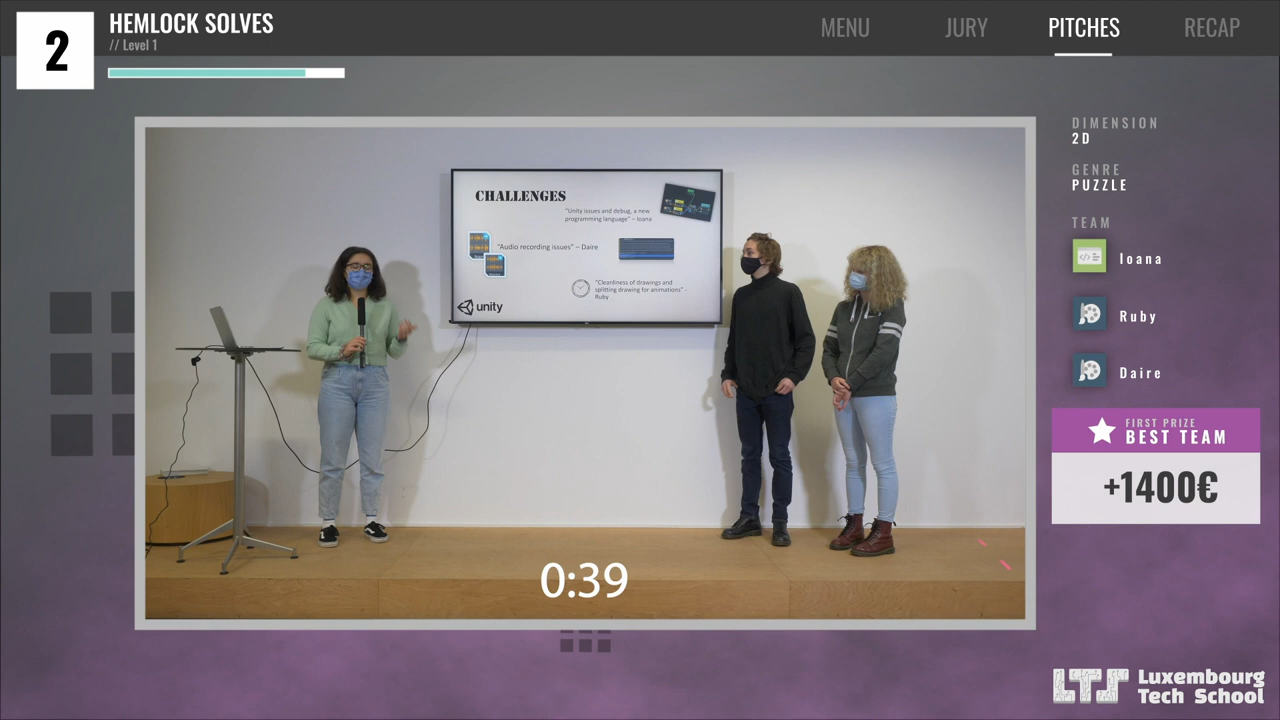 2
HEMLOCK SOLVES
// Level 1
MENU
JURY
PITCHES
RECAP
CHALLENGES
"Unity issues and debug, a new
programming language" – Ioana
"Audio recording issues" – Daire
"Cleanliness of drawings and
splitting drawing for animations" -
Ruby
unity
0:39
DIMENSION
2D
GENRE
PUZZLE
TEAM
Ioana
Ruby
Daire
FIRST PRIZE
BEST TEAM
+1400€
LTS
Luxembourg
Tech School